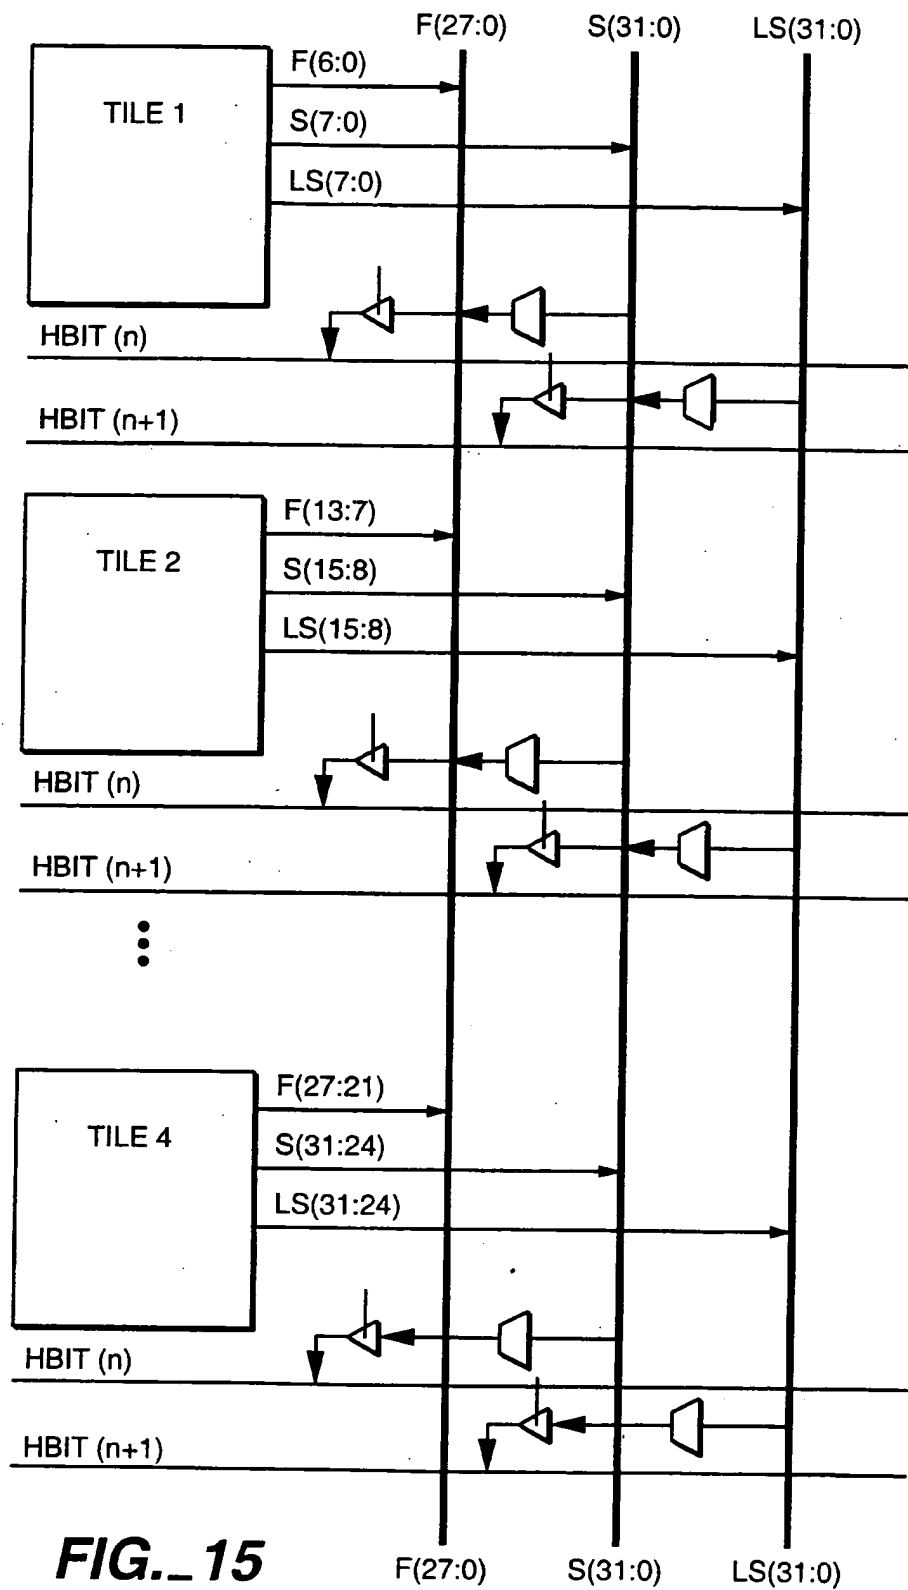 F(27:0) S(31:0) LS(31:0)
TILE 1
F(6:0)
S(7:0)
LS(7:0)
HBIT (n)
HBIT (n+1)
TILE 2
F(13:7)
S(15:8)
LS(15:8)
HBIT (n)
HBIT (n+1)
TILE 4
F(27:21)
S(31:24)
LS(31:24)
HBIT (n)
HBIT (n+1)
FIG._15
F(27:0) S(31:0) LS(31:0)